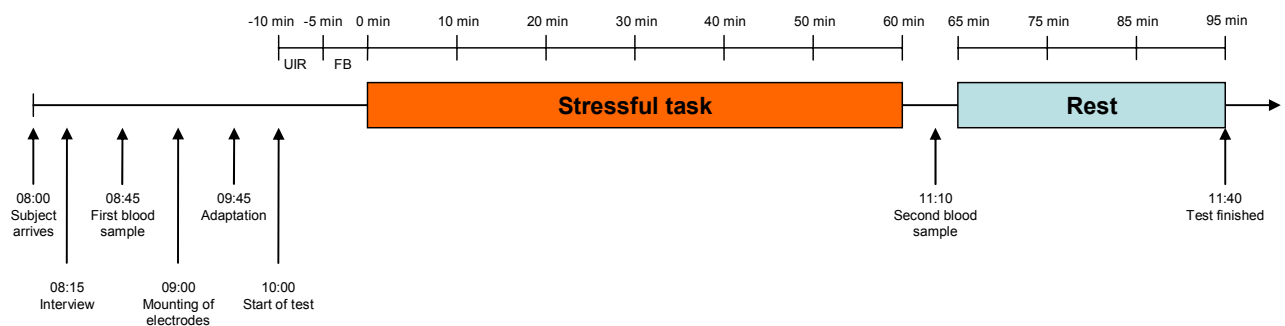 -10 min -5 min 0 min 10 min 20 min 30 min 40 min 50 min 60 min 65 min 75 min 85 min 95 min
UIR FB
Stressful task
Rest
08:00
Subject
arrives
08:45
First blood
sample
09:45
Adaptation
11:10
Second blood
sample
11:40
Test finished
08:15
Interview
09:00
Mounting of
electrodes
10:00
Start of test